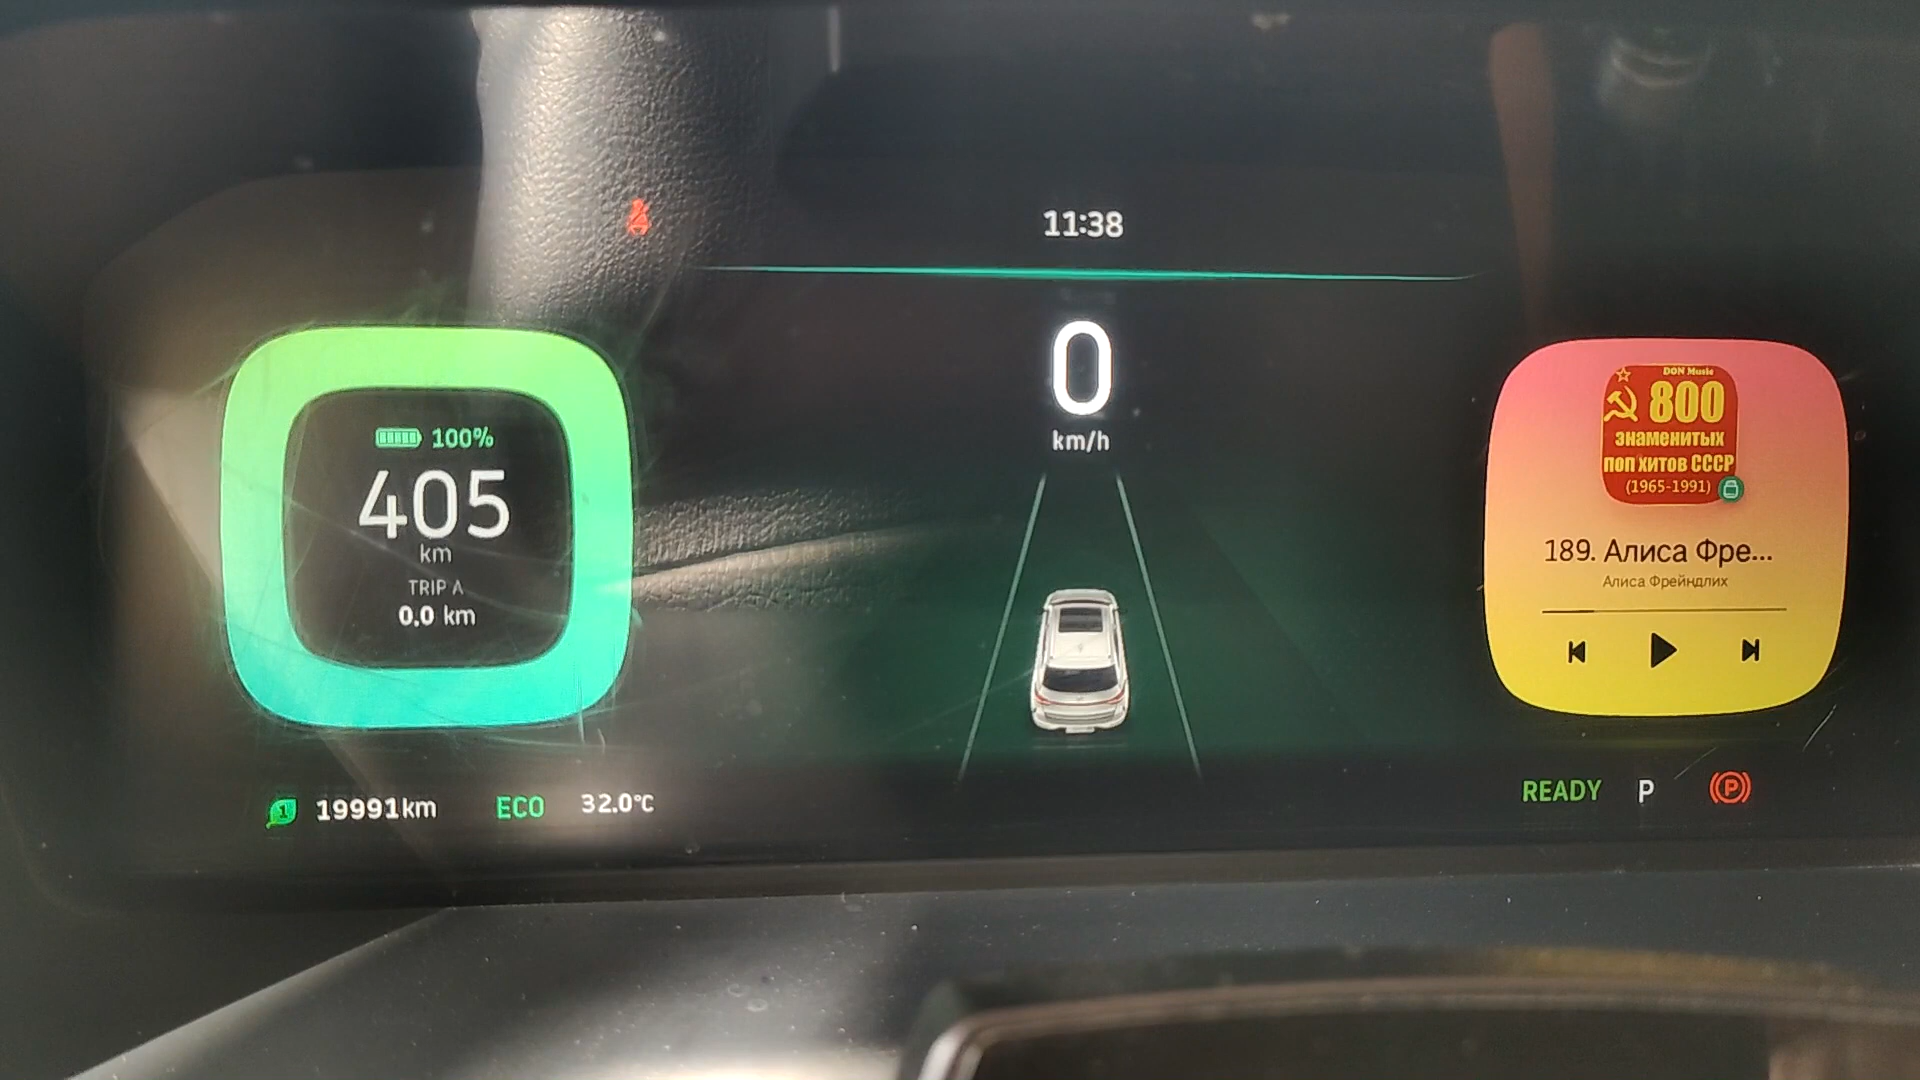 11:38
0
km/h
100%
405
km
TRIP A
0.0 km
1
19991km
ECO
32.0°C
DON Music
800
знаменитых
поп хитов СССР
(1965-1991)
189. Алиса Фре...
Алиса Фрейндлих
READY
P
P